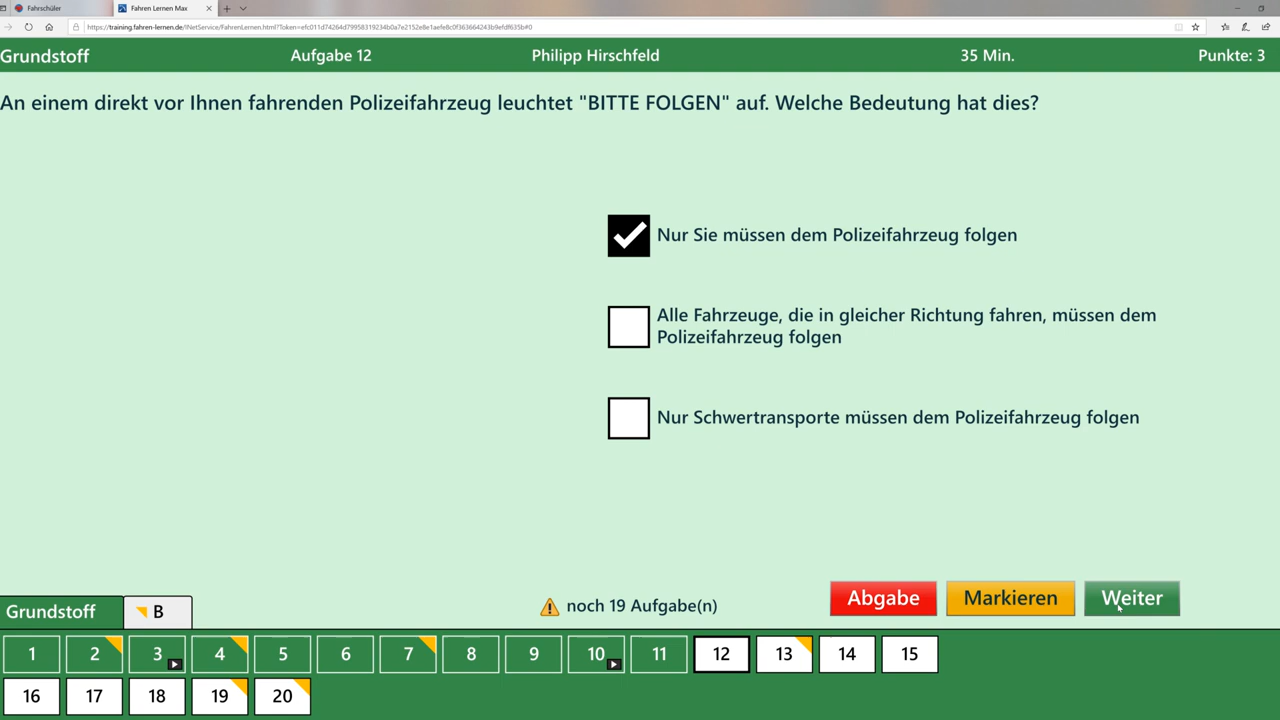 Fahrschüler
Fahren Lernen Max
Grundstoff
Aufgabe 12
Philipp Hirschfeld
35 Min.
Punkte: 3
An einem direkt vor Ihnen fahrenden Polizeifahrzeug leuchtet "BITTE FOLGEN" auf. Welche Bedeutung hat dies?
Nur Sie müssen dem Polizeifahrzeug folgen
Alle Fahrzeuge, die in gleicher Richtung fahren, müssen dem
Polizeifahrzeug folgen
Nur Schwertransporte müssen dem Polizeifahrzeug folgen
Grundstoff
B
noch 19 Aufgabe(n)
Abgabe
Markieren
Weiter
1 2 3 4 5 6 7 8 9 10 11 12 13 14 15
16 17 18 19 20